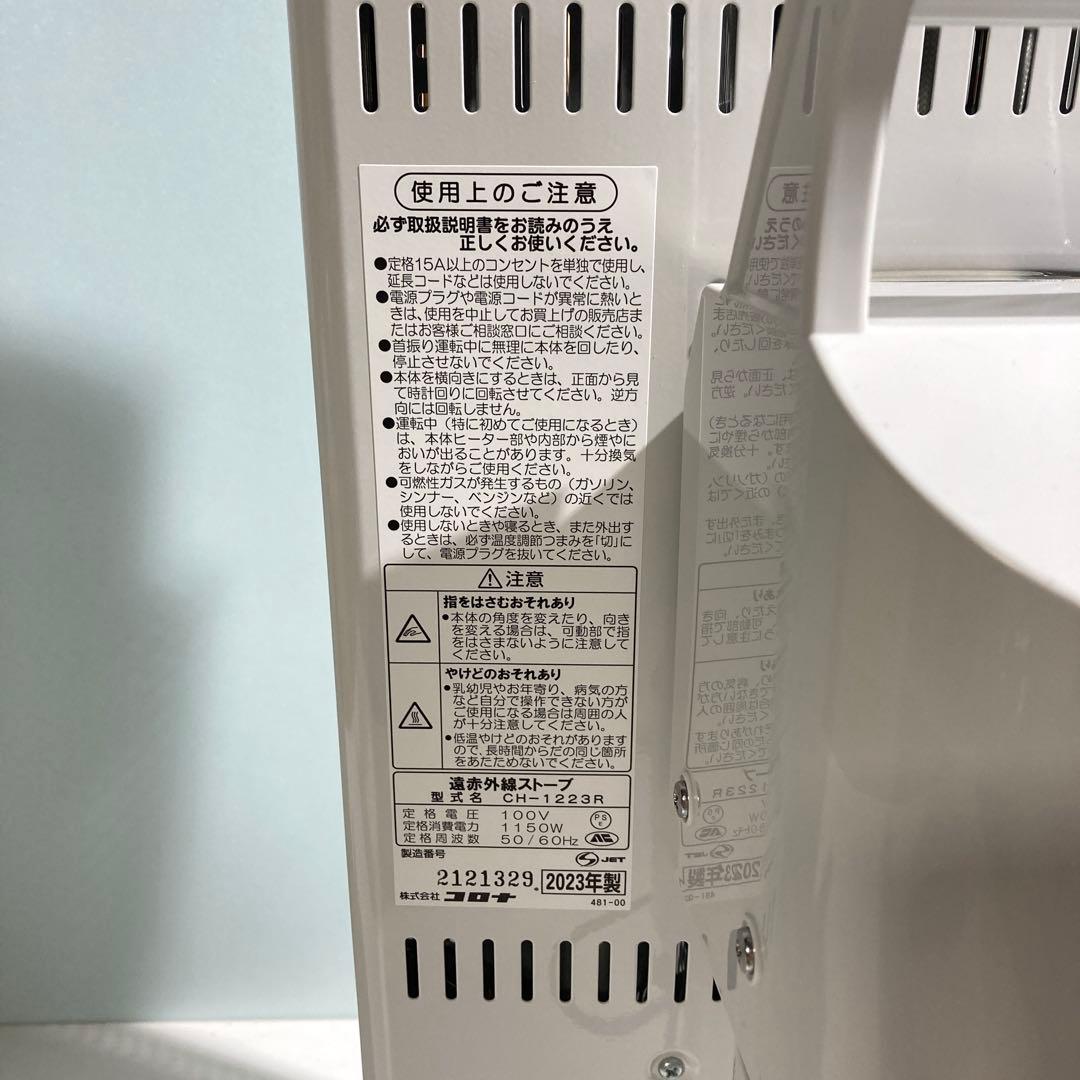 使用上のご注意
必ず取扱説明書をお読みのうえ
正しくお使いください。
●定格15A以上のコンセントを単独で使用し、
延長コードなどは使用しないでください。
●電源プラグや電源コードが異常に熱いと
きは、使用を中止してお買上げの販売店ま
たはお客様ご相談窓口にご相談ください。
●首振り運転中に無理に本体を回したり、
停止させないでください。
●本体を横向きにするときは、正面から見
て時計回りに回転させてください。逆方
向には回転しません。
●運転中（特に初めてご使用になるとき）
は、本体ヒーター部や内部から煙やに
おいが出ることがあります。十分換気
をしながらご使用ください。
●可燃性ガスが発生するもの（ガソリン、
シンナー、ベンジンなど）の近くでは
使用しないでください。
●使用しないときや寝るとき、また外出す
るときは、必ず温度調節つまみを「切」に
して、電源プラグを抜いてください。
⚠注意
指をはさむおそれあり
●本体の角度を変えたり、向き
を変える場合は、可動部で指
をはさまないように注意して
ください。
やけどのおそれあり
●乳幼児やお年寄り、病気の方
など自分で操作できない方が
ご使用になる場合は周囲の人
が十分注意してください。
●低温やけどのおそれがあります
ので、長時間からだの同じ箇所
をあたためないでください。
遠赤外線ストーブ
型式名 CH-1223R
定格電圧 100V
定格消費電力 1150W
定格周波数 50/60Hz
PSE
製造番号
JET
2121329 2023年製
株式会社 コロナ
481-00